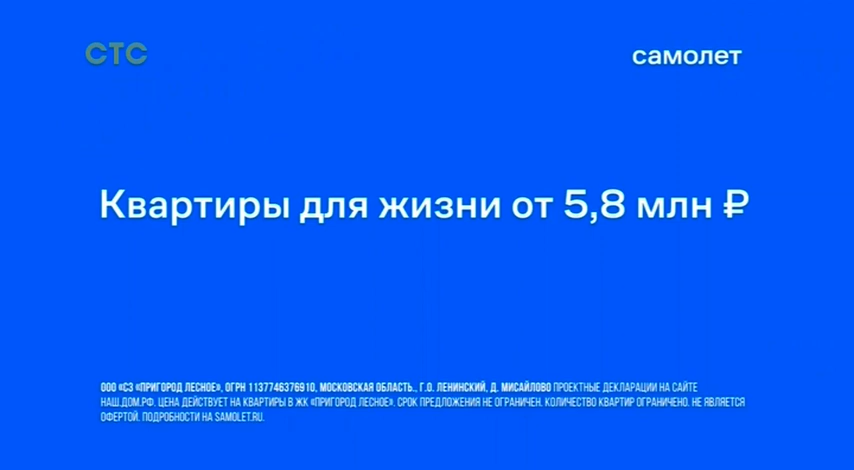 СТС
самолет
Квартиры для жизни от 5,8 млн ₽
ООО «СЗ «ПРИГОРОД ЛЕСНОЕ», ОГРН 1137746376910, МОСКОВСКАЯ ОБЛАСТЬ., Г.О. ЛЕНИНСКИЙ, Д. МИСАЙЛОВО ПРОЕКТНЫЕ ДЕКЛАРАЦИИ НА САЙТЕ
НАШ.ДОМ.РФ. ЦЕНА ДЕЙСТВУЕТ НА КВАРТИРЫ В ЖК «ПРИГОРОД ЛЕСНОЕ». СРОК ПРЕДЛОЖЕНИЯ НЕ ОГРАНИЧЕН. КОЛИЧЕСТВО КВАРТИР ОГРАНИЧЕНО. НЕ ЯВЛЯЕТСЯ
ОФЕРТОЙ. ПОДРОБНОСТИ НА SAMOLET.RU.